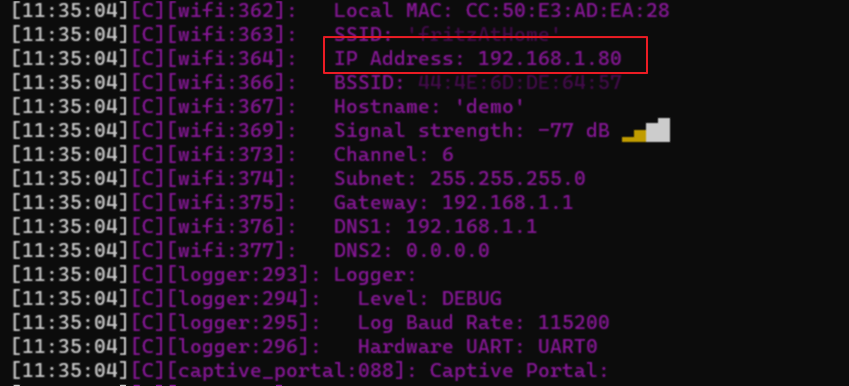 [11:35:04][C][wifi:362]:   Local MAC: CC:50:E3:AD:EA:28
[11:35:04][C][wifi:363]:   SSID: 'fritzAtHome'
[11:35:04][C][wifi:364]:   IP Address: 192.168.1.80
[11:35:04][C][wifi:366]:   BSSID: 44:4E:6D:DE:64:57
[11:35:04][C][wifi:367]:   Hostname: 'demo'
[11:35:04][C][wifi:369]:   Signal strength: -77 dB ▂▄▆█
[11:35:04][C][wifi:373]:   Channel: 6
[11:35:04][C][wifi:374]:   Subnet: 255.255.255.0
[11:35:04][C][wifi:375]:   Gateway: 192.168.1.1
[11:35:04][C][wifi:376]:   DNS1: 192.168.1.1
[11:35:04][C][wifi:377]:   DNS2: 0.0.0.0
[11:35:04][C][logger:293]: Logger:
[11:35:04][C][logger:294]:   Level: DEBUG
[11:35:04][C][logger:295]:   Log Baud Rate: 115200
[11:35:04][C][logger:296]:   Hardware UART: UART0
[11:35:04][C][captive_portal:088]: Captive Portal: